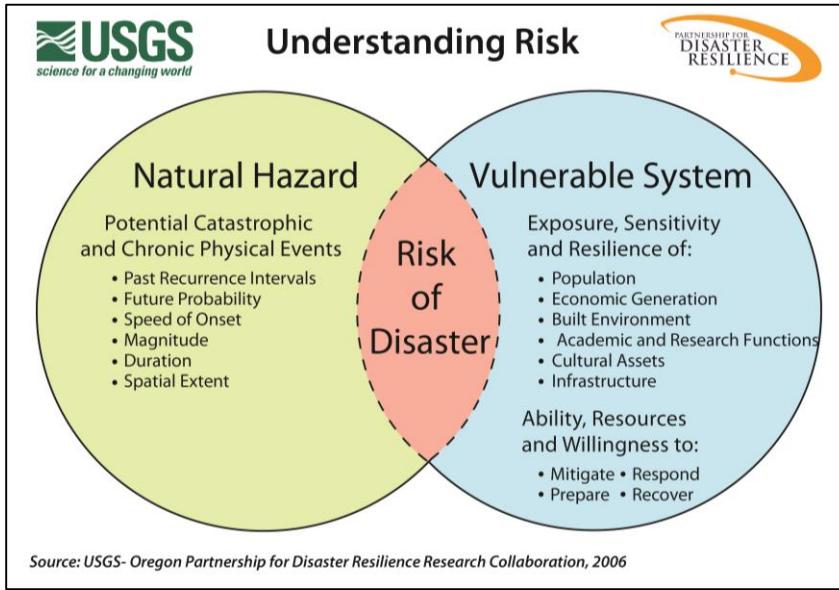 USGS
science for a changing world
Understanding Risk
PARTNERSHIP FOR
DISASTER
RESILIENCE
Natural Hazard
Potential Catastrophic
and Chronic Physical Events
• Past Recurrence Intervals
• Future Probability
• Speed of Onset
• Magnitude
• Duration
• Spatial Extent
Risk
of
Disaster
Vulnerable System
Exposure, Sensitivity
and Resilience of:
• Population
• Economic Generation
• Built Environment
• Academic and Research Functions
• Cultural Assets
• Infrastructure
Ability, Resources
and Willingness to:
• Mitigate • Respond
• Prepare • Recover
Source: USGS- Oregon Partnership for Disaster Resilience Research Collaboration, 2006